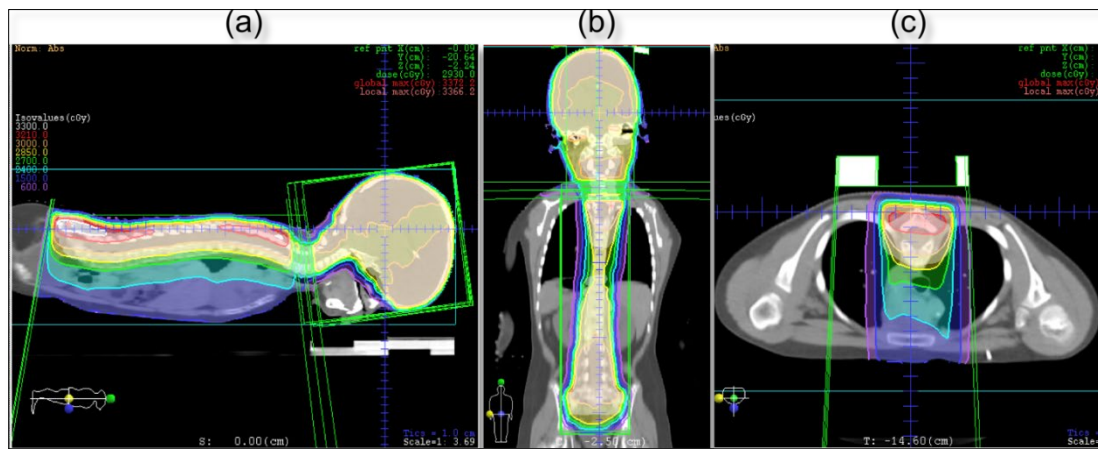 (a)
(b)
(c)
Norm: Abs
ref pnt X(cm): -0.09
Y(cm): -20.64
Z(cm): -2.24
dose(cGy): 2930.0
global max(cGy) 3372.2
local max(cGy) 3366.2
Isovalues(cGy)
3300.0
3210.0
3000.0
2850.0
2700.0
2400.0
1500.0
600.0
S: 0.00(cm)
Tics = 1.0 cm
Scale=1: 3.69
-2.50(cm)
Abs
ref pnt X(cm)
Y(cm)
Z(cm)
dose(cGy)
global max(cGy)
local max(cGy)
ues(cGy)
T: -14.60(cm)
Tics =
Scale=1